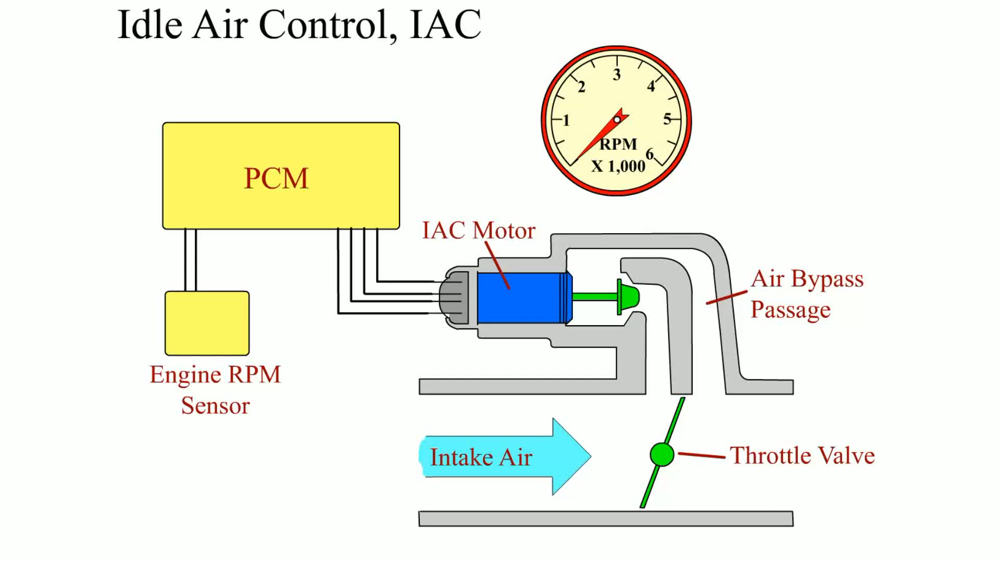 Idle Air Control, IAC
1
2
3
4
5
6
RPM
X 1,000
PCM
IAC Motor
Air Bypass
Passage
Engine RPM
Sensor
Intake Air
Throttle Valve